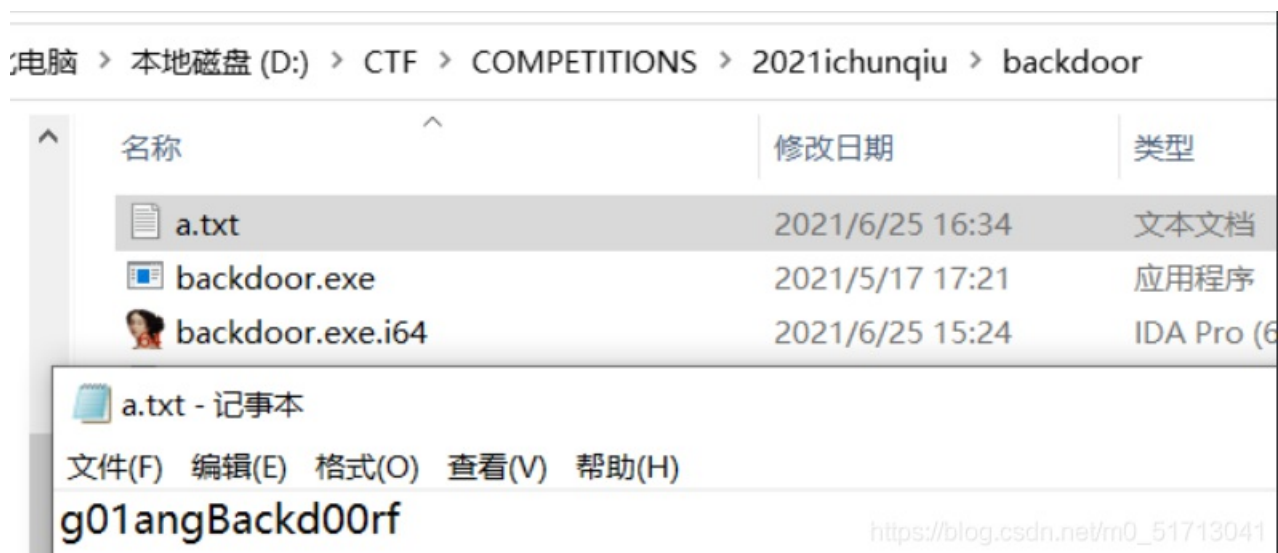 电脑 > 本地磁盘 (D:) > CTF > COMPETITIONS > 2021ichunqiu > backdoor
名称 修改日期 类型
a.txt 2021/6/25 16:34 文本文档
backdoor.exe 2021/5/17 17:21 应用程序
backdoor.exe.i64 2021/6/25 15:24 IDA Pro (6
a.txt - 记事本
文件(F) 编辑(E) 格式(O) 查看(V) 帮助(H)
g01angBackd00rf
https://blog.csdn.net/m0_51713041